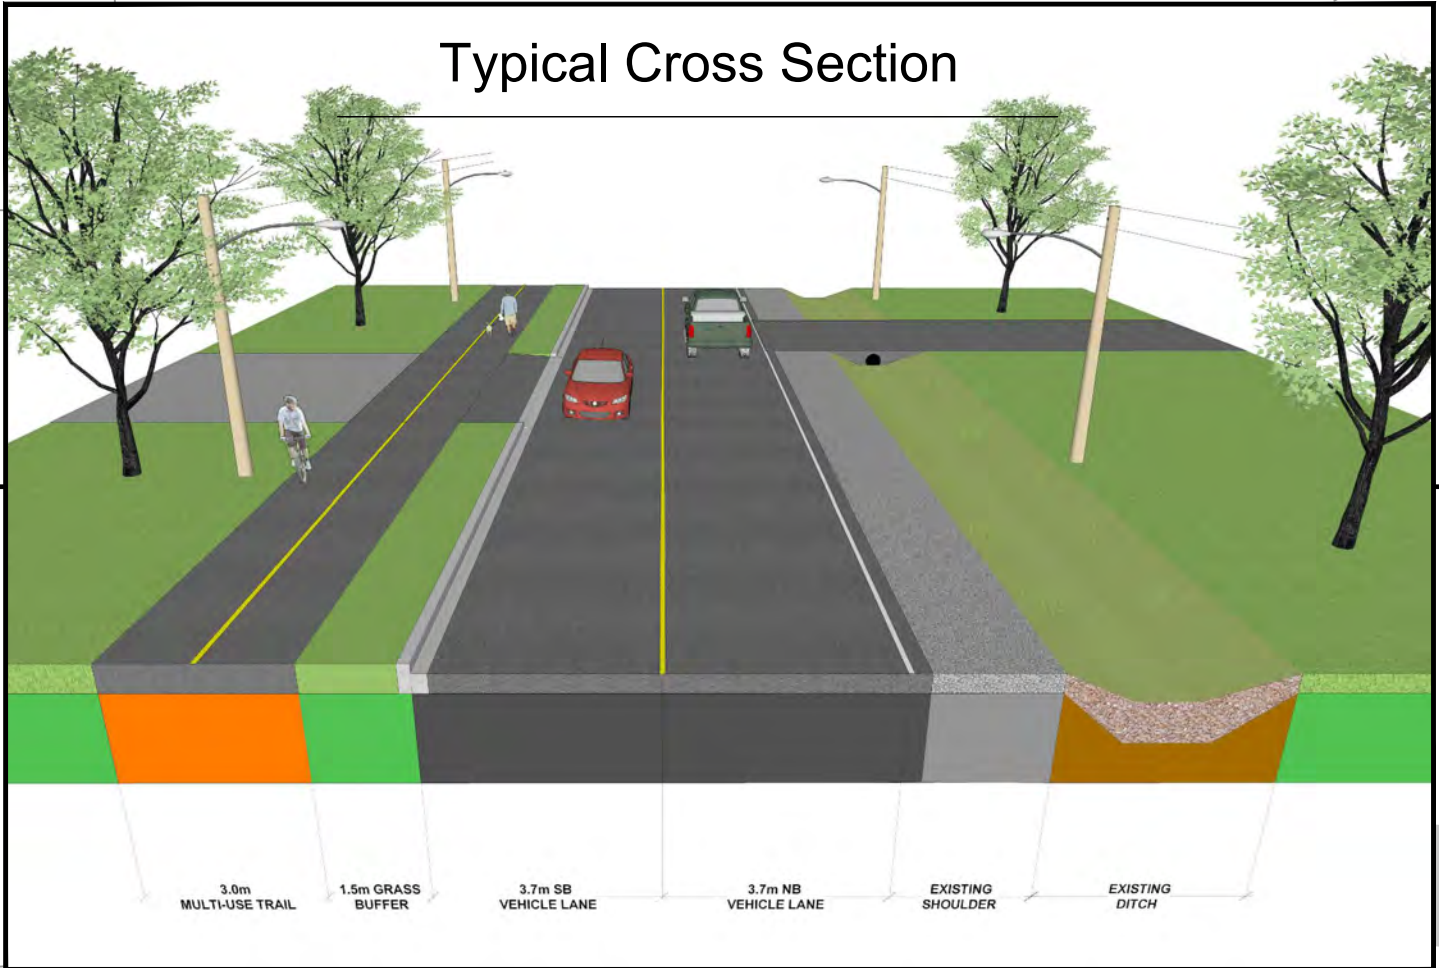 Typical Cross Section
3.0m
MULTI-USE TRAIL
1.5m GRASS
BUFFER
3.7m SB
VEHICLE LANE
3.7m NB
VEHICLE LANE
EXISTING
SHOULDER
EXISTING
DITCH